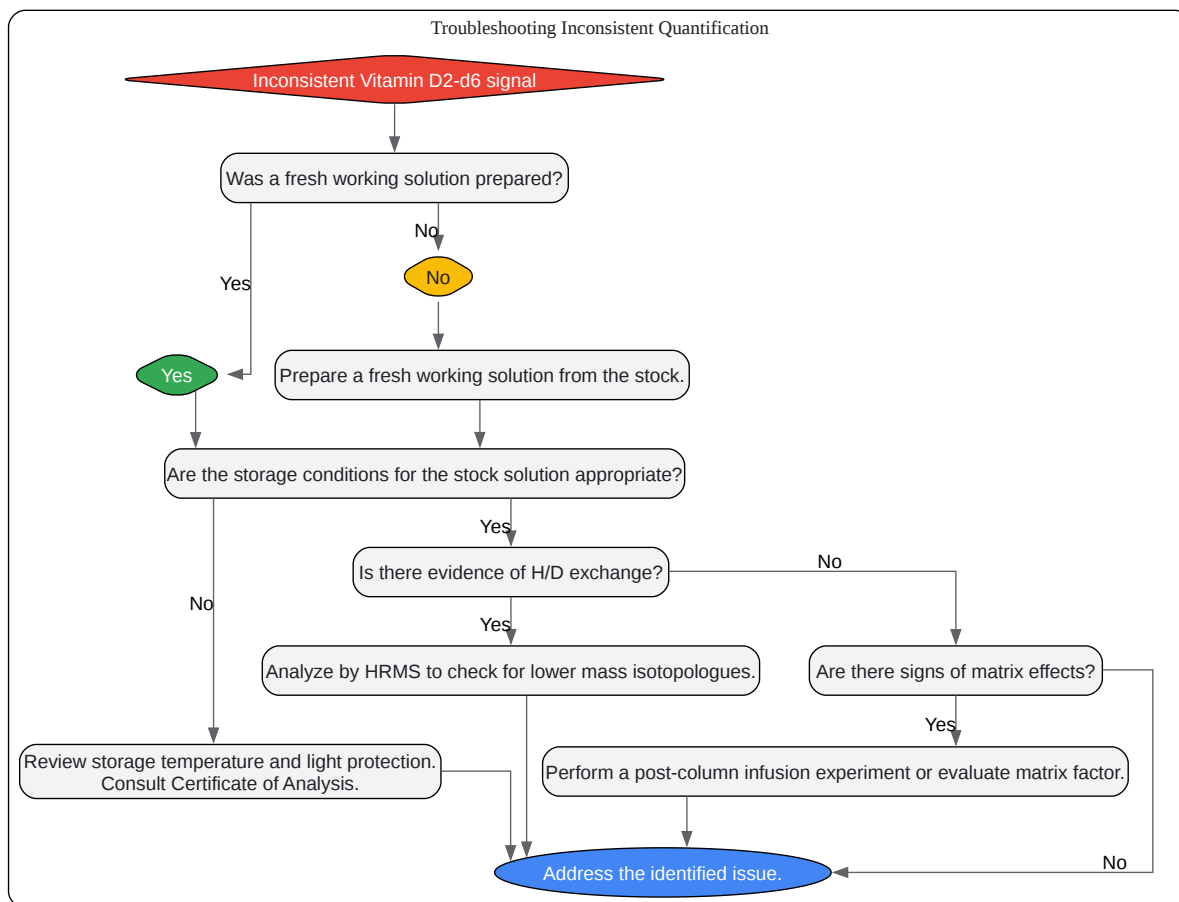 Troubleshooting Inconsistent Quantification
Inconsistent Vitamin D2-d6 signal
Was a fresh working solution prepared?
No
Yes
No
Yes
Prepare a fresh working solution from the stock.
Are the storage conditions for the stock solution appropriate?
Yes
Is there evidence of H/D exchange?
No
No
Yes
Analyze by HRMS to check for lower mass isotopologues.
Are there signs of matrix effects?
Yes
Review storage temperature and light protection.
Consult Certificate of Analysis.
Perform a post-column infusion experiment or evaluate matrix factor.
No
Address the identified issue.